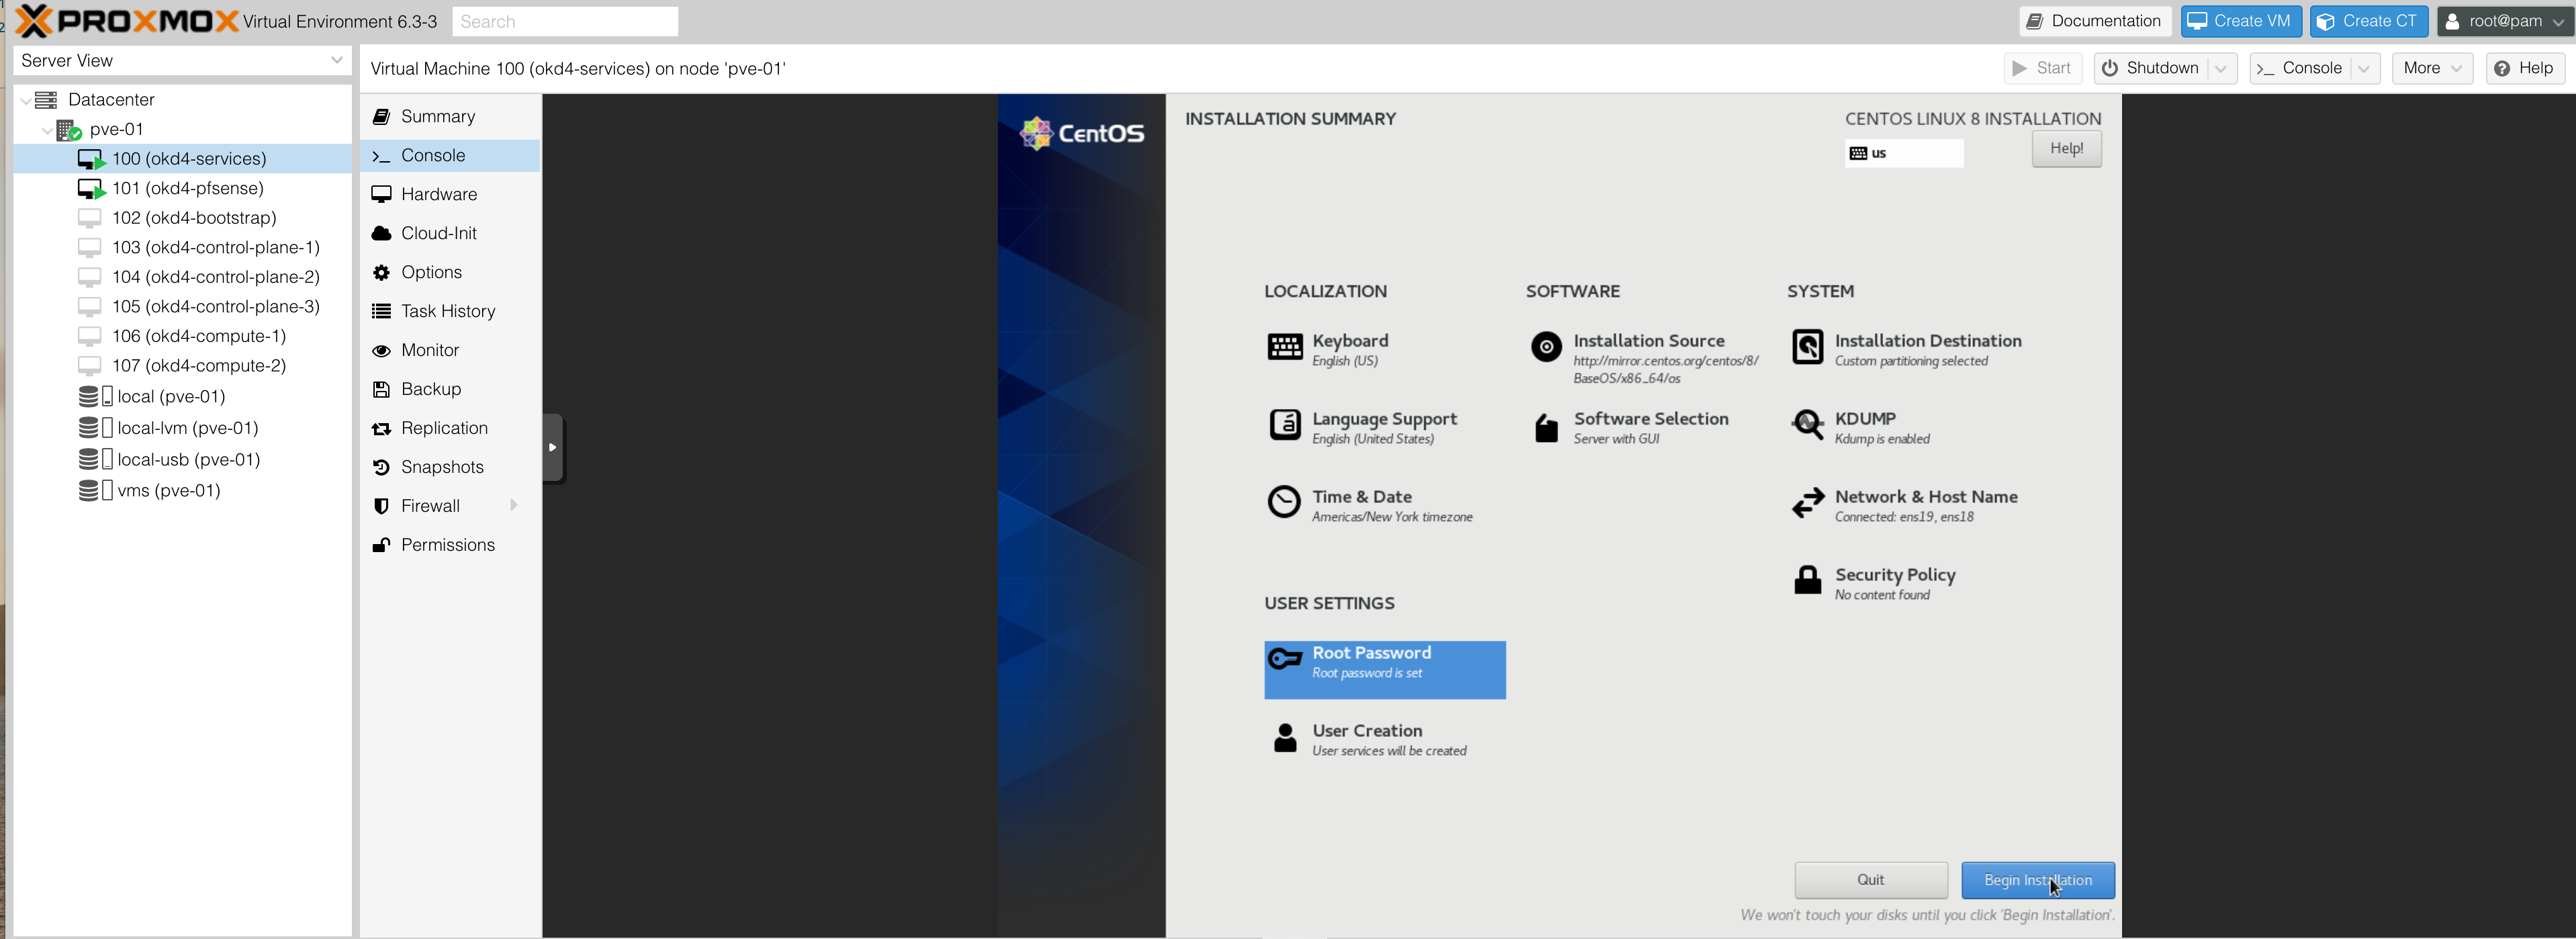 PROXMOX Virtual Environment 6.3-3 Search Documentation Create VM Create CT root@pam
Server View
Virtual Machine 100 (okd4-services) on node 'pve-01' Start Shutdown Console More Help
Datacenter
pve-01
100 (okd4-services)
101 (okd4-pfsense)
102 (okd4-bootstrap)
103 (okd4-control-plane-1)
104 (okd4-control-plane-2)
105 (okd4-control-plane-3)
106 (okd4-compute-1)
107 (okd4-compute-2)
local (pve-01)
local-lvm (pve-01)
local-usb (pve-01)
vms (pve-01)
Summary
Console
Hardware
Cloud-Init
Options
Task History
Monitor
Backup
Replication
Snapshots
Firewall
Permissions
CentOS
INSTALLATION SUMMARY
CENTOS LINUX 8 INSTALLATION
us
Help!
LOCALIZATION
Keyboard
English (US)
Language Support
English (United States)
Time & Date
Americas/New York timezone
SOFTWARE
Installation Source
http://mirror.centos.org/centos/8/
BaseOS/x86_64/os
Software Selection
Server with GUI
SYSTEM
Installation Destination
Custom partitioning selected
KDUMP
Kdump is enabled
Network & Host Name
Connected: ens19, ens18
Security Policy
No content found
USER SETTINGS
Root Password
Root password is set
User Creation
User services will be created
Quit
Begin Installation
We won't touch your disks until you click 'Begin Installation'.